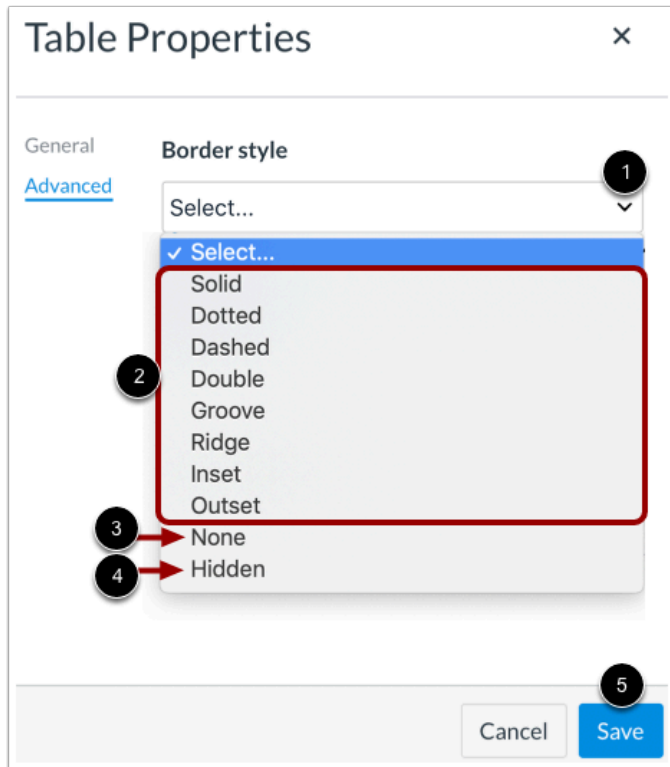 Table Properties
General
Advanced
Border style
1
Select...
Select...
2
Solid
Dotted
Dashed
Double
Groove
Ridge
Inset
Outset
3
None
4
Hidden
5
Cancel
Save